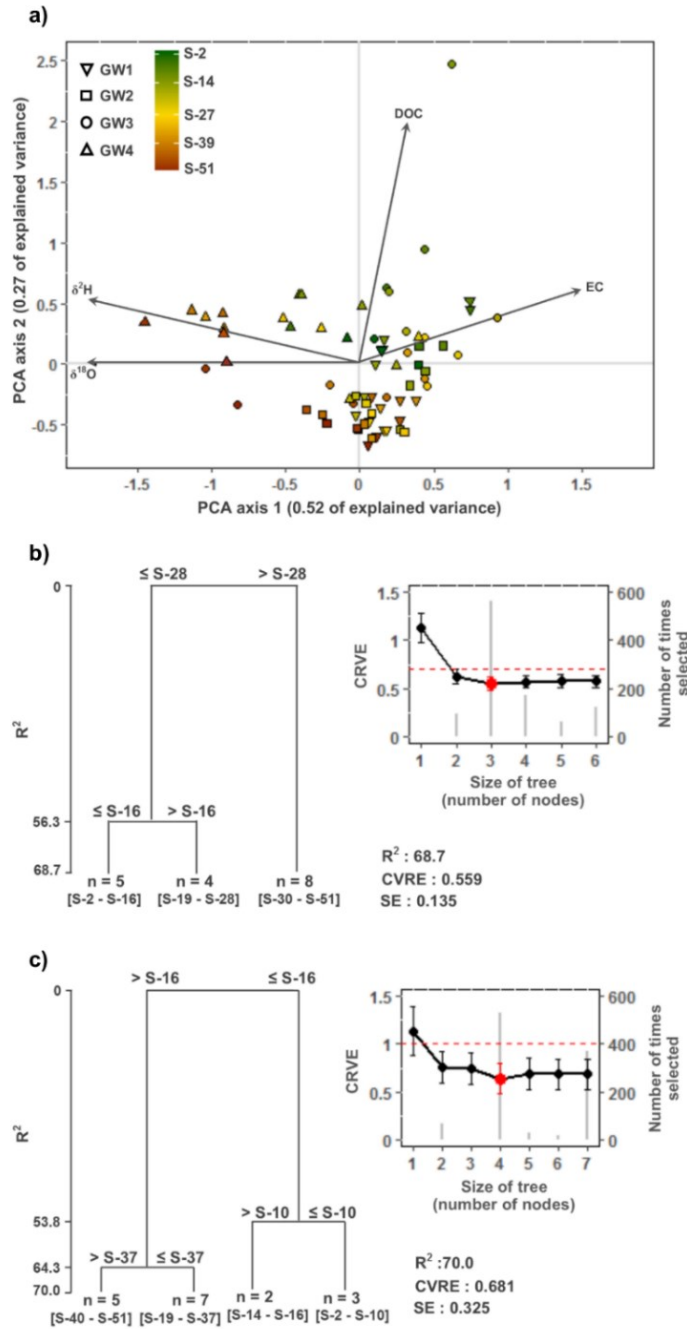 a)
GW1
GW2
GW3
GW4
S-2
S-14
S-27
S-39
S-51
DOC
EC
δ²H
δ¹⁸O
PCA axis 2 (0.27 of explained variance)
2.5
2
1.5
1
0.5
0
-0.5
-1.5
-1
-0.5
0
0.5
1
1.5
PCA axis 1 (0.52 of explained variance)
b)
≤ S-28 > S-28
0
R²
56.3
68.7
≤ S-16 > S-16
n = 5 n = 4 n = 8
[S-2 - S-16] [S-19 - S-28] [S-30 - S-51]
1.5
1
0.5
0
CRVE
600
400
200
0
Number of times
selected
1 2 3 4 5 6
Size of tree
(number of nodes)
R² : 68.7
CVRE : 0.559
SE : 0.135
c)
> S-16 ≤ S-16
0
R²
53.8
64.3
70.0
> S-10 ≤ S-10
> S-37 ≤ S-37
n = 5 n = 7 n = 2 n = 3
[S-40 - S-51] [S-19 - S-37] [S-14 - S-16] [S-2 - S-10]
1.5
1
0.5
0
CRVE
600
400
200
0
Number of times
selected
1 2 3 4 5 6 7
Size of tree
(number of nodes)
R² :70.0
CVRE : 0.681
SE : 0.325